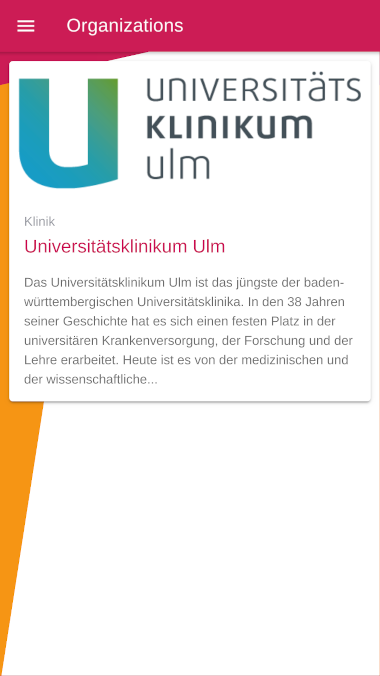 Organizations
UNIVERSITÄTS
KLINIKUM
ulm
Klinik
Universitätsklinikum Ulm
Das Universitätsklinikum Ulm ist das jüngste der baden-
württembergischen Universitätsklinika. In den 38 Jahren
seiner Geschichte hat es sich einen festen Platz in der
universitären Krankenversorgung, der Forschung und der
Lehre erarbeitet. Heute ist es von der medizinischen und
der wissenschaftliche...